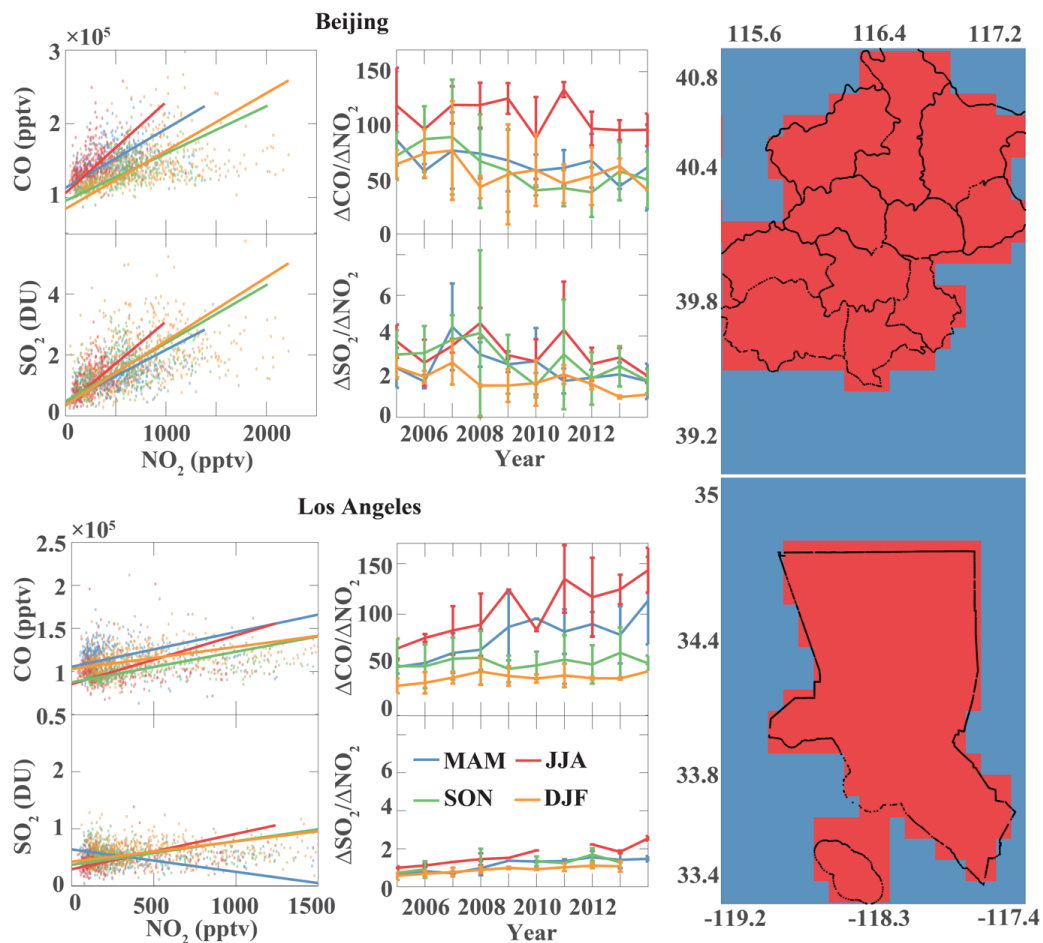 Beijing
×10⁵
3
2
1
CO (pptv)
150
100
50
0
ΔCO/ΔNO₂
115.6 116.4 117.2
40.8
40.4
39.8
39.2
4
2
0
SO₂ (DU)
0 1000 2000
NO₂ (pptv)
6
4
2
0
ΔSO₂/ΔNO₂
2006 2008 2010 2012
Year
Los Angeles
×10⁵
2.5
2
1.5
1
0.5
CO (pptv)
150
100
50
0
ΔCO/ΔNO₂
35
34.4
33.8
33.4
2
1
0
SO₂ (DU)
0 500 1000 1500
NO₂ (pptv)
8
6
4
2
0
ΔSO₂/ΔNO₂
MAM JJA
SON DJF
2006 2008 2010 2012
Year
-119.2 -118.3 -117.4